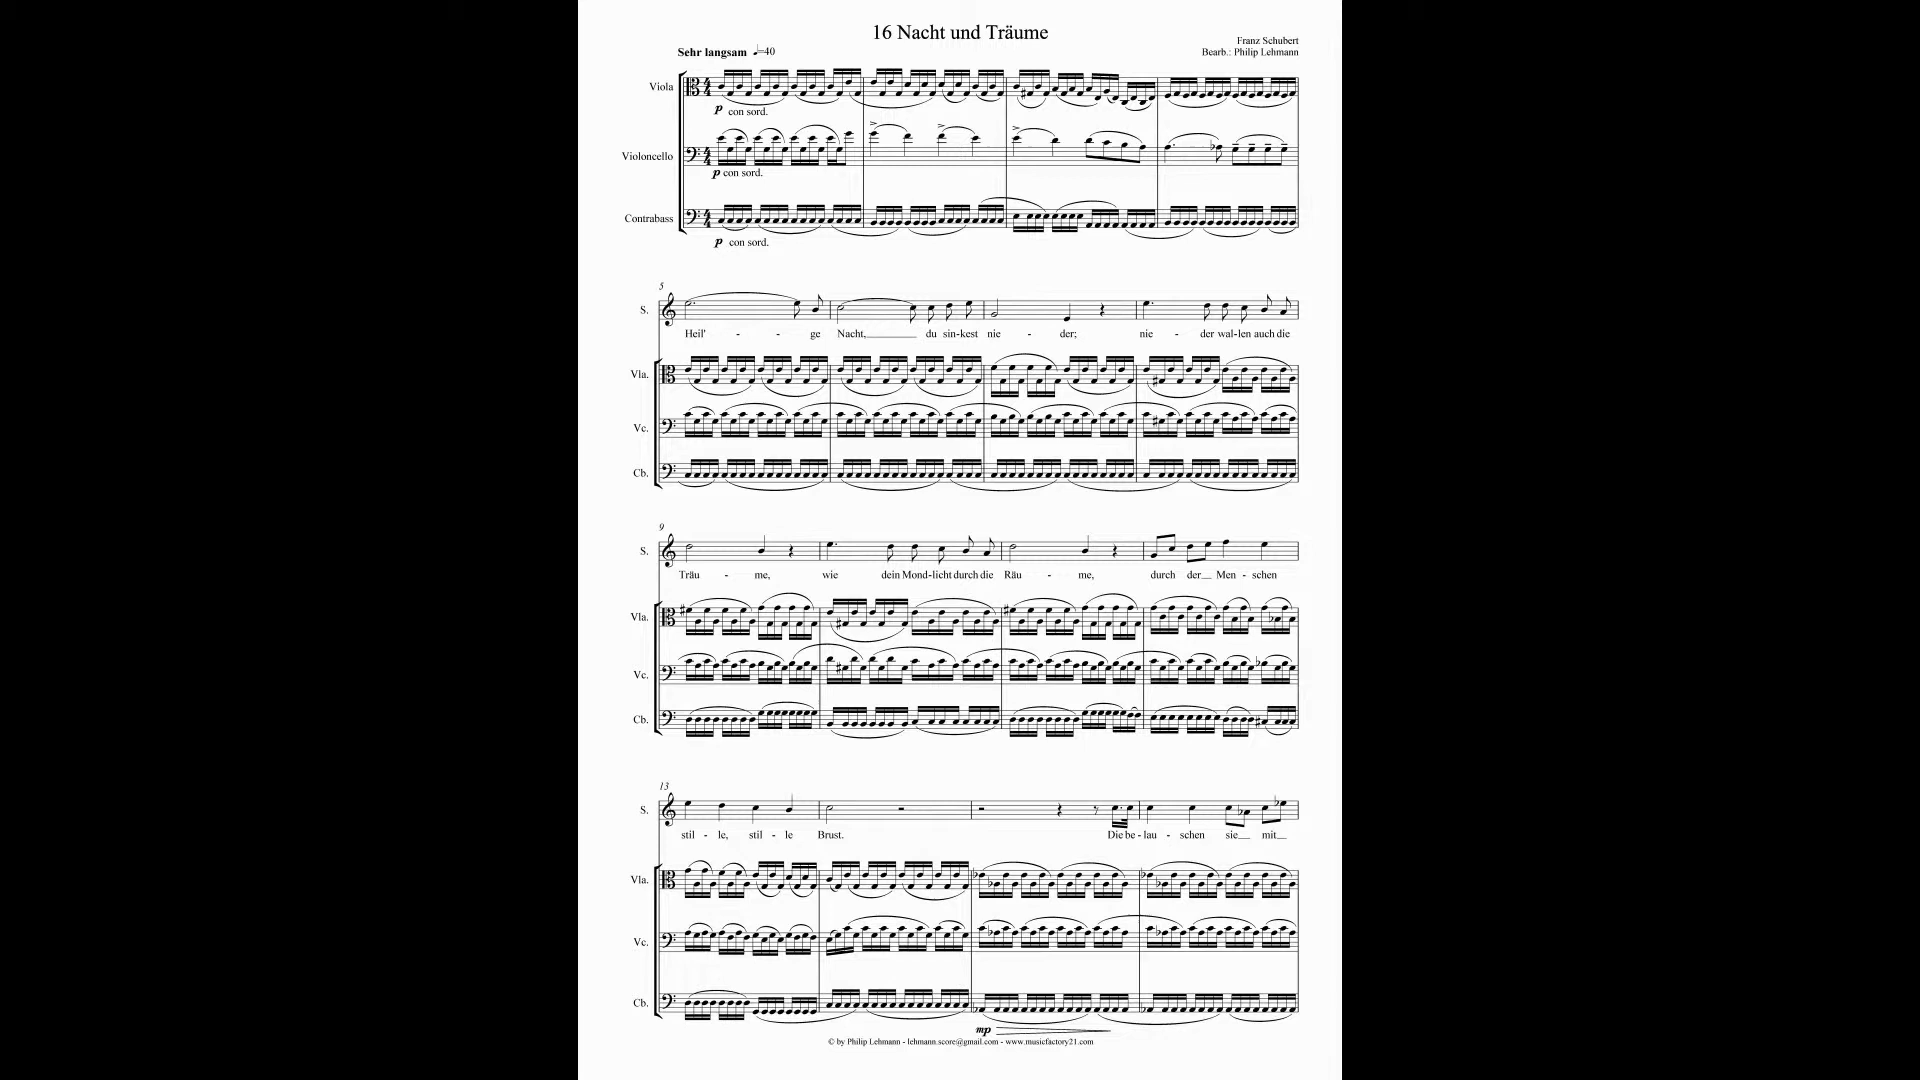 16 Nacht und Träume
Franz Schubert
Sehr langsam ♩=40
Bearb.: Philip Lehmann
Viola
p con sord.
Violoncello
p con sord.
Contrabass
p con sord.
5
S.
Heil' - - ge Nacht,____ du sin-kest nie - der; nie - der wal-len auch die
Vla.
Vc.
Cb.
9
S.
Träu - me, wie dein Mond-licht durch die Räu - me, durch der__ Men - schen
Vla.
Vc.
Cb.
13
S.
stil - le, stil - le Brust. Die be - lau - schen sie__ mit__
Vla.
Vc.
Cb.
mp
© by Philip Lehmann - lehmann.score@gmail.com - www.musicfactory21.com